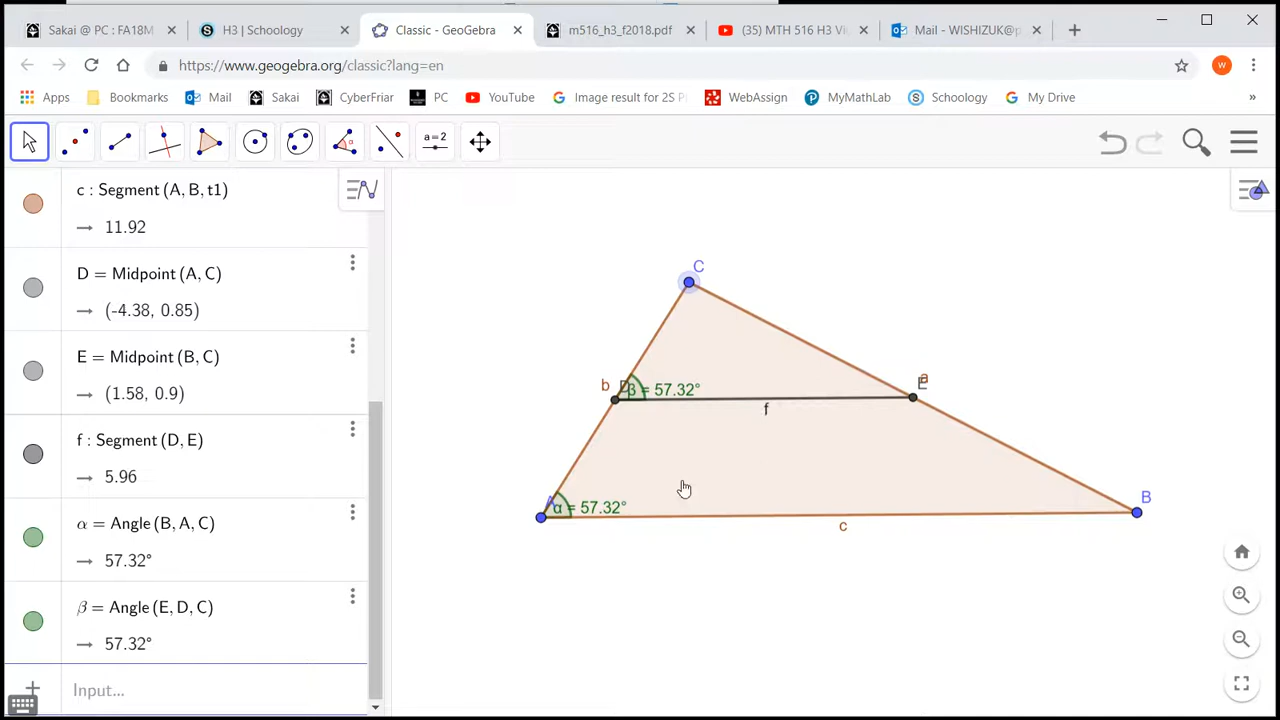 Sakai @ PC : FA18M
H3 | Schoology
Classic - GeoGebra
m516_h3_f2018.pdf
(35) MTH 516 H3 Vi
Mail - WISHIZUK@p
https://www.geogebra.org/classic?lang=en
w
Apps
Bookmarks
Mail
Sakai
CyberFriar
PC
YouTube
Image result for 2S P
WebAssign
MyMathLab
Schoology
My Drive
»
a=2
c : Segment (A, B, t1)
→ 11.92
D = Midpoint (A, C)
→ (-4.38, 0.85)
E = Midpoint (B, C)
→ (1.58, 0.9)
f : Segment (D, E)
→ 5.96
α = Angle (B, A, C)
→ 57.32°
β = Angle (E, D, C)
→ 57.32°
Input...
C
b
D
β = 57.32°
a
E
f
A
α = 57.32°
B
c